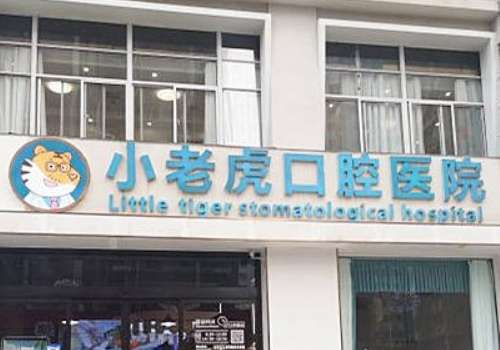 小老虎口腔医院
Little tiger stomatological hospital